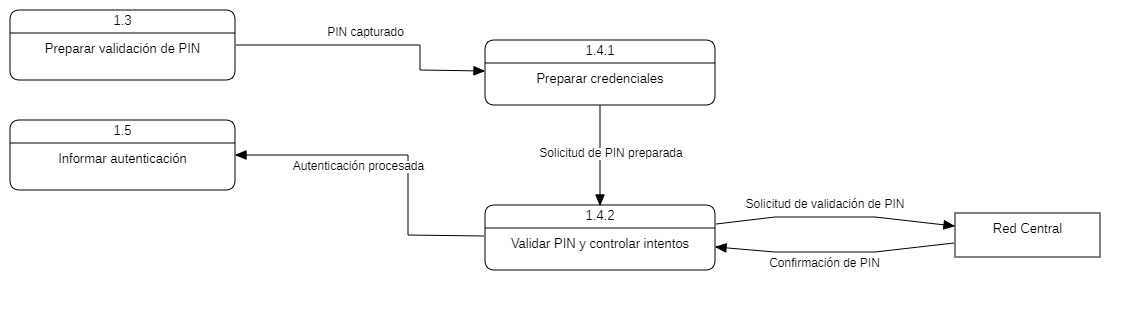 1.3
Preparar validación de PIN
PIN capturado
1.4.1
Preparar credenciales
1.5
Informar autenticación
Autenticación procesada
Solicitud de PIN preparada
1.4.2
Validar PIN y controlar intentos
Solicitud de validación de PIN
Red Central
Confirmación de PIN